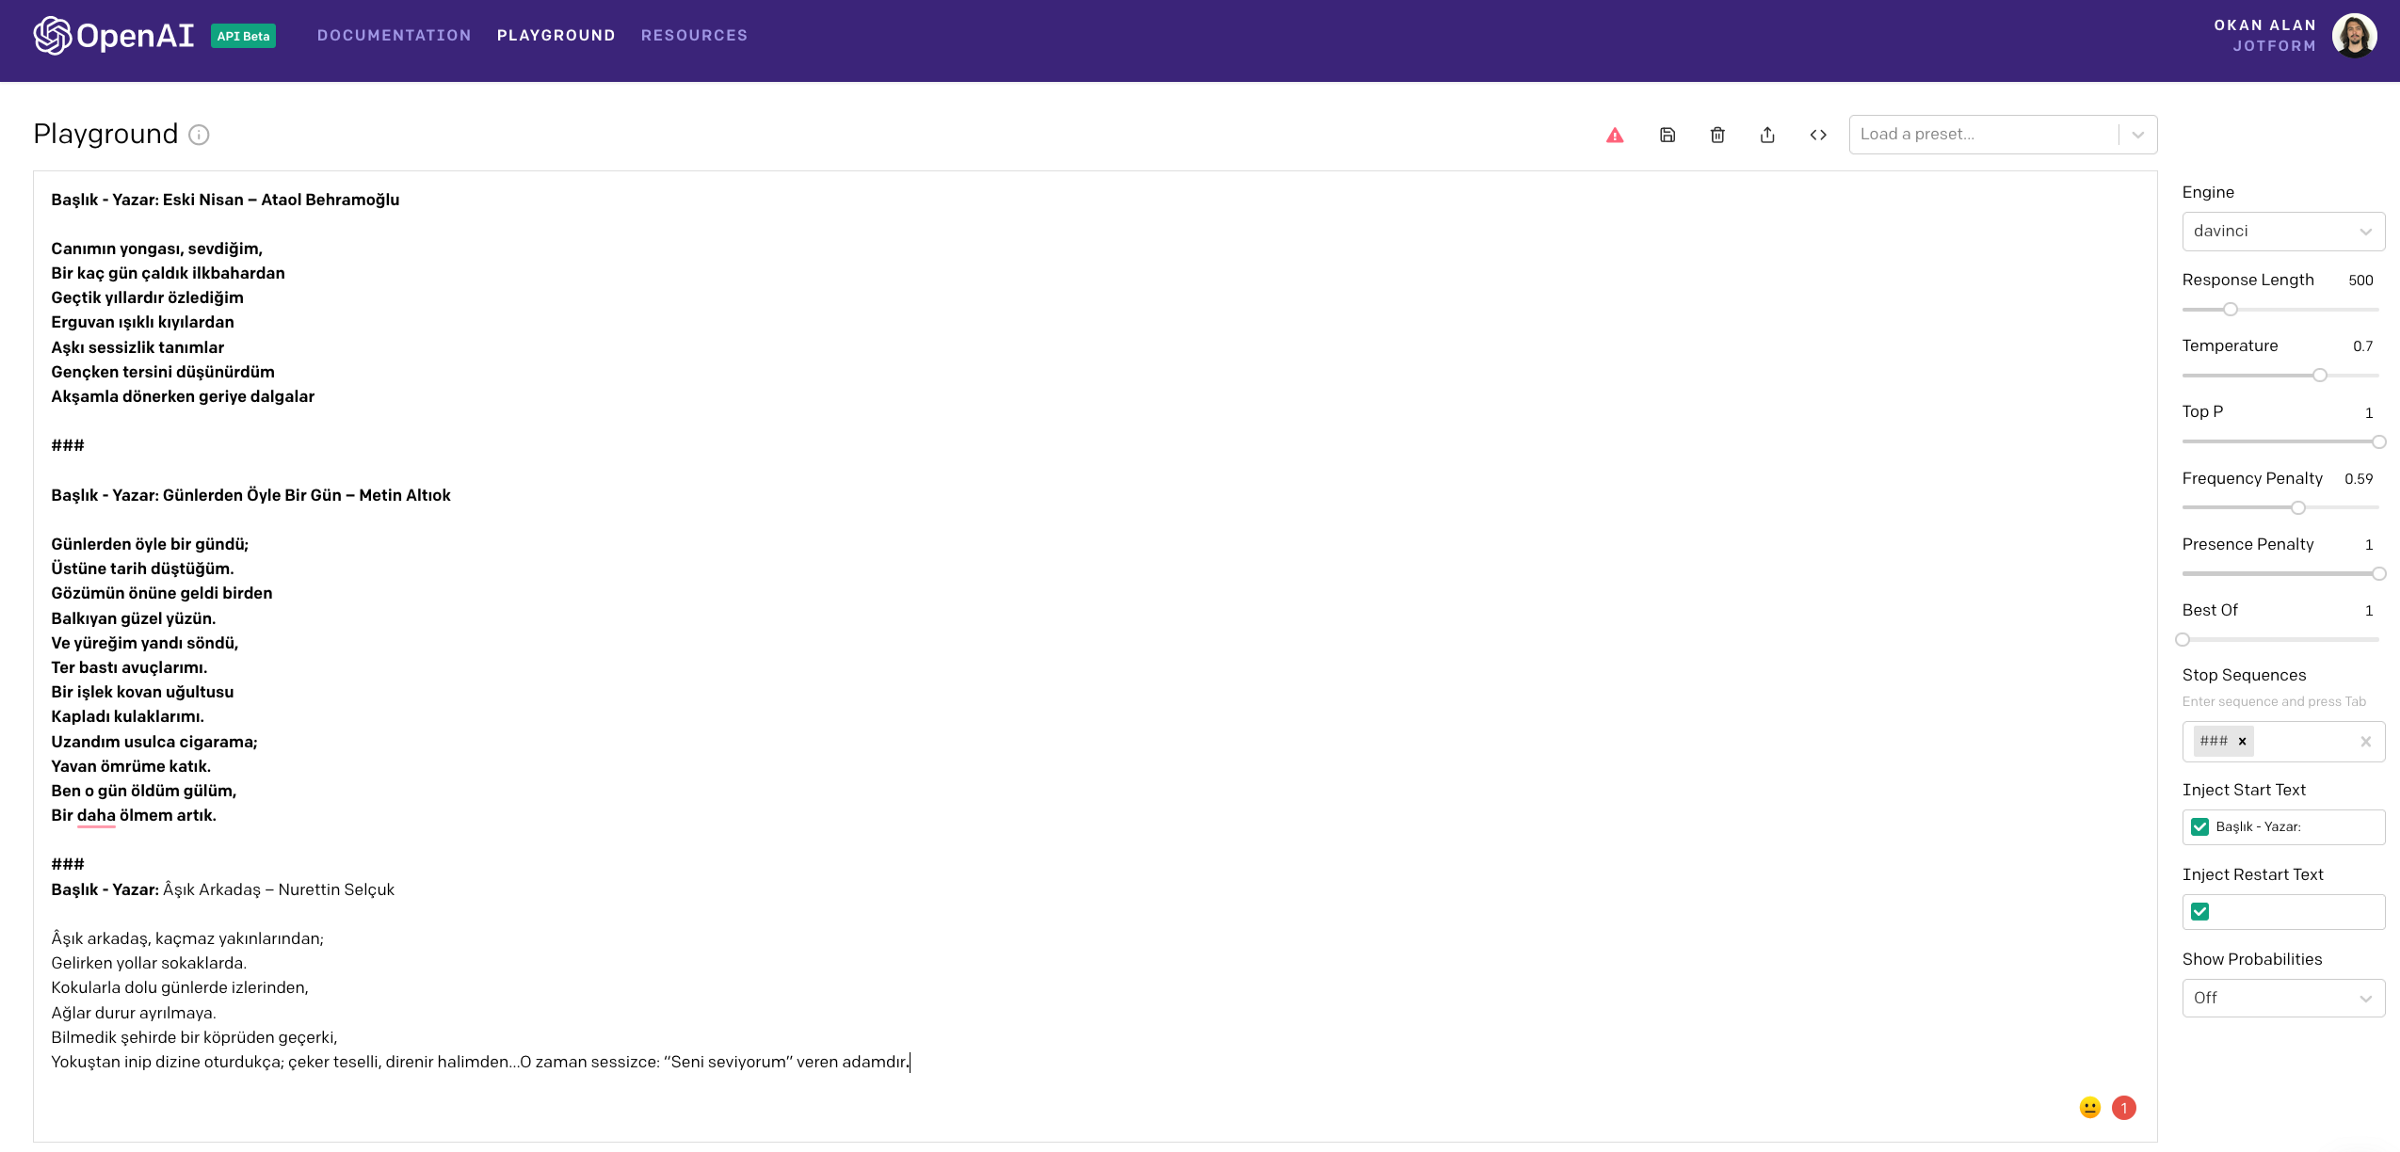 OpenAI API Beta DOCUMENTATION PLAYGROUND RESOURCES
OKAN ALAN
JOTFORM
Playground
Load a preset...
Başlık - Yazar: Eski Nisan – Ataol Behramoğlu
Canımın yongası, sevdiğim,
Bir kaç gün çaldık ilkbahardan
Geçtik yıllardır özlediğim
Erguvan ışıklı kıyılardan
Aşkı sessizlik tanımlar
Gençken tersini düşünürdüm
Akşamla dönerken geriye dalgalar
###
Başlık - Yazar: Günlerden Öyle Bir Gün – Metin Altıok
Günlerden öyle bir gündü;
Üstüne tarih düştüğüm.
Gözümün önüne geldi birden
Balkıyan güzel yüzün.
Ve yüreğim yandı söndü,
Ter bastı avuçlarımı.
Bir işlek kovan uğultusu
Kapladı kulaklarımı.
Uzandım usulca cigarama;
Yavan ömrüme katık.
Ben o gün öldüm gülüm,
Bir daha ölmem artık.
###
Başlık - Yazar: Âşık Arkadaş – Nurettin Selçuk
Âşık arkadaş, kaçmaz yakınlarından;
Gelirken yollar sokaklarda.
Kokularla dolu günlerde izlerinden,
Ağlar durur ayrılmaya.
Bilmedik şehirde bir köprüden geçerki,
Yokuştan inip dizine oturdukça; çeker teselli, direnir halimden...O zaman sessizce: “Seni seviyorum” veren adamdır.
1
Engine
davinci
Response Length 500
Temperature 0.7
Top P 1
Frequency Penalty 0.59
Presence Penalty 1
Best Of 1
Stop Sequences
Enter sequence and press Tab
###
Inject Start Text
Başlık - Yazar:
Inject Restart Text
Show Probabilities
Off